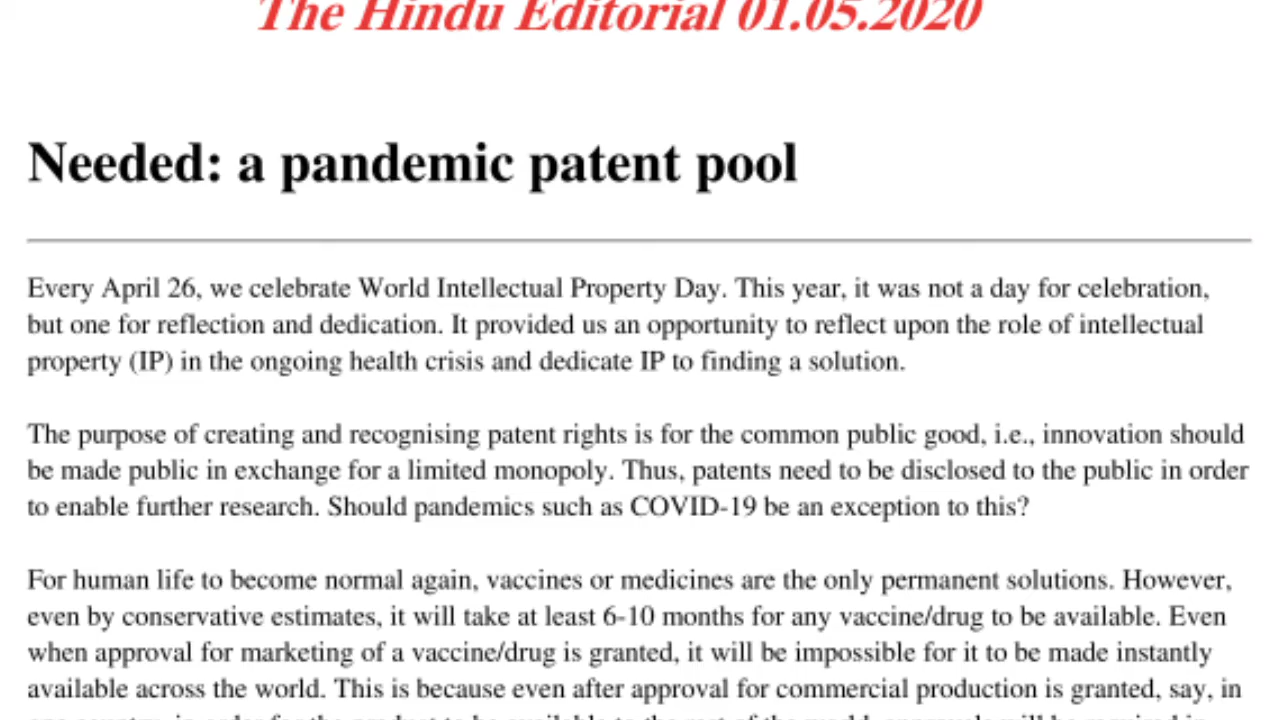 The Hindu Editorial 01.05.2020
Needed: a pandemic patent pool
Every April 26, we celebrate World Intellectual Property Day. This year, it was not a day for celebration,
but one for reflection and dedication. It provided us an opportunity to reflect upon the role of intellectual
property (IP) in the ongoing health crisis and dedicate IP to finding a solution.
The purpose of creating and recognising patent rights is for the common public good, i.e., innovation should
be made public in exchange for a limited monopoly. Thus, patents need to be disclosed to the public in order
to enable further research. Should pandemics such as COVID-19 be an exception to this?
For human life to become normal again, vaccines or medicines are the only permanent solutions. However,
even by conservative estimates, it will take at least 6-10 months for any vaccine/drug to be available. Even
when approval for marketing of a vaccine/drug is granted, it will be impossible for it to be made instantly
available across the world. This is because even after approval for commercial production is granted, say, in